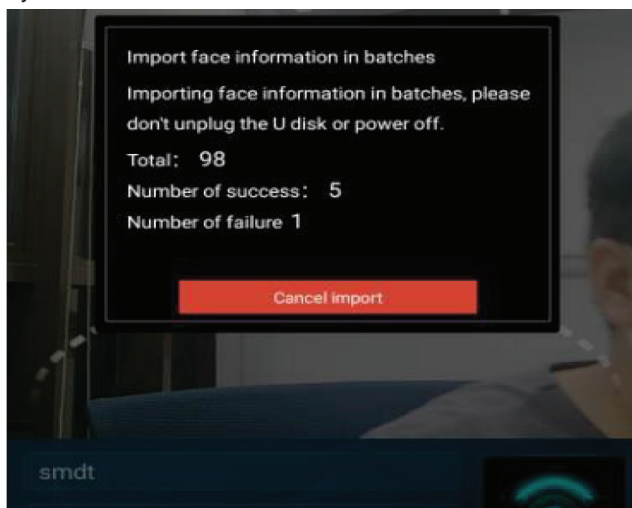 Import face information in batches
Importing face information in batches, please
don't unplug the U disk or power off.
Total： 98
Number of success： 5
Number of failure 1
Cancel import
smdt